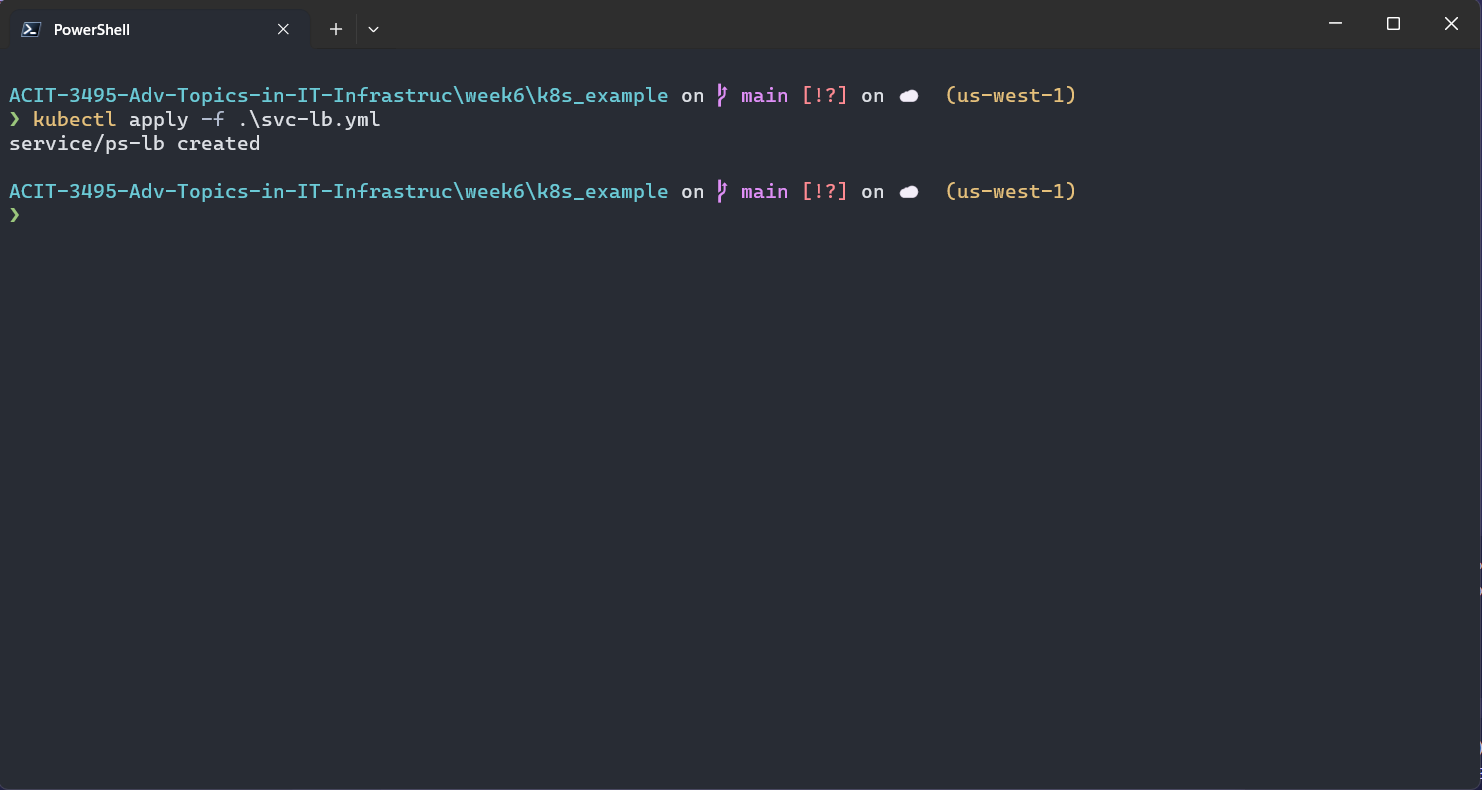 PowerShell
ACIT-3495-Adv-Topics-in-IT-Infrastruc\week6\k8s_example on main [!?] on (us-west-1)
❯ kubectl apply -f .\svc-lb.yml
service/ps-lb created
ACIT-3495-Adv-Topics-in-IT-Infrastruc\week6\k8s_example on main [!?] on (us-west-1)
❯